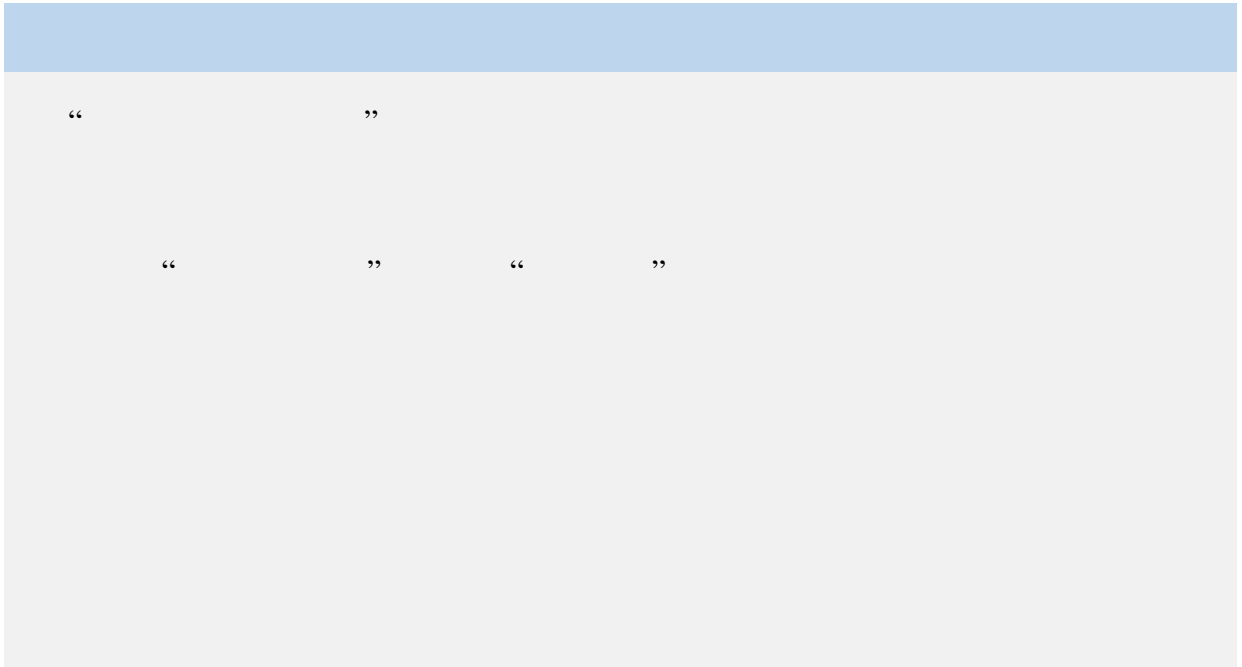 “ ”
“ ” “ ”